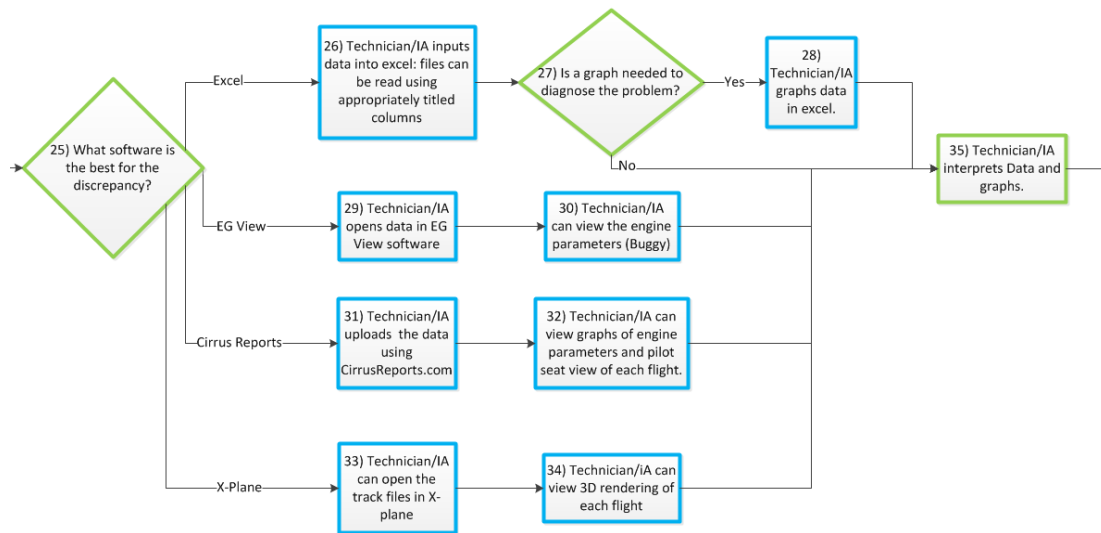 25) What software is
the best for the
discrepancy?
Excel
26) Technician/IA inputs
data into excel: files can
be read using
appropriately titled
columns
27) Is a graph needed to
diagnose the problem?
Yes
28)
Technician/IA
graphs data
in excel.
No
35) Technician/IA
interprets Data and
graphs.
EG View
29) Technician/IA
opens data in EG
View software
30) Technician/IA
can view the engine
parameters (Buggy)
Cirrus Reports
31) Technician/IA
uploads the data
using
CirrusReports.com
32) Technician/IA can
view graphs of engine
parameters and pilot
seat view of each flight.
X-Plane
33) Technician/IA
can open the
track files in X-
plane
34) Technician/iA can
view 3D rendering of
each flight